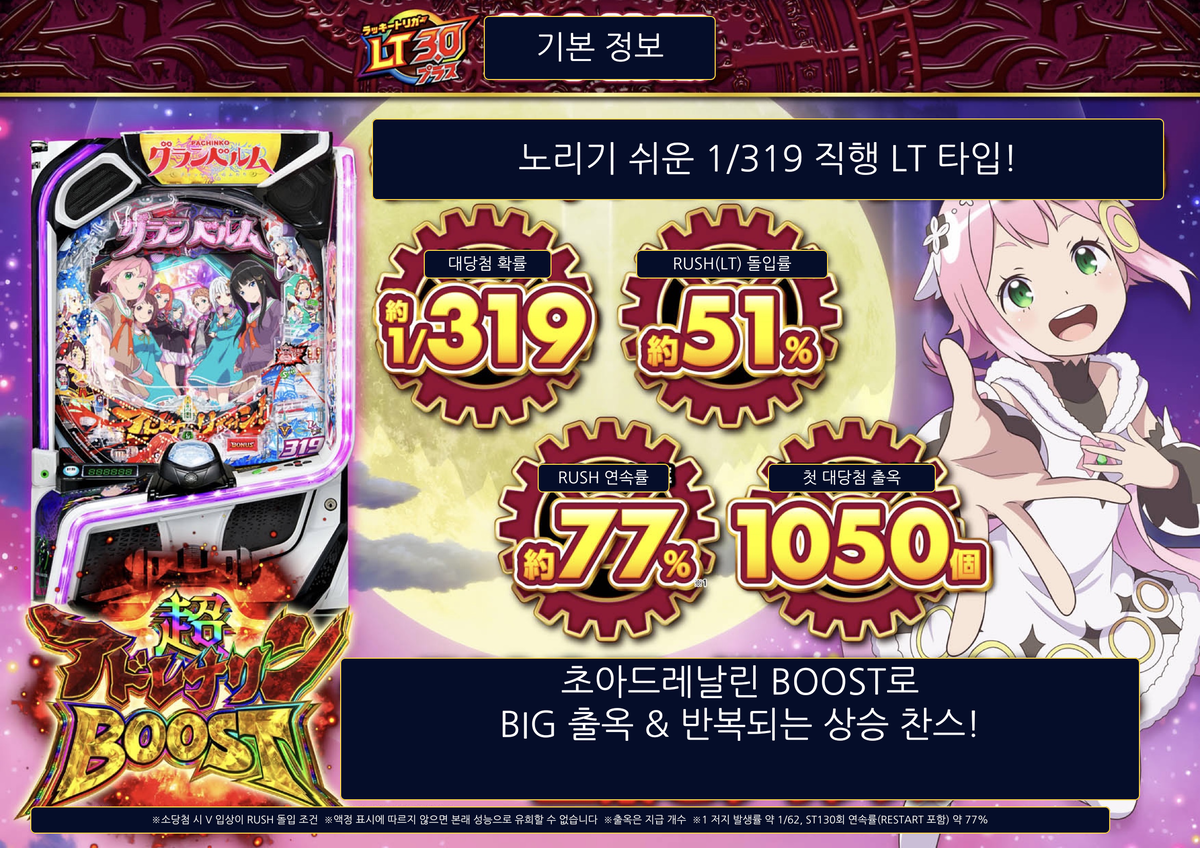 ラッキートリガー
LT 3.0
プラス
기본 정보
노리기 쉬운 1/319 직행 LT 타입!
PACHINKO
グランベルム
グランベルム
대당첨 확률
約1/319
RUSH(LT) 돌입률
約51%
RUSH 연속률
約77%
※1
첫 대당첨 출옥
1050個
BONUS
319
超
アドレナリン
BOOST
초아드레날린 BOOST로
BIG 출옥 & 반복되는 상승 찬스!
※소당첨 시 V 입상이 RUSH 돌입 조건 ※액정 표시에 따르지 않으면 본래 성능으로 유희할 수 없습니다 ※출옥은 지급 개수 ※1 저지 발생률 약 1/62, ST130회 연속률(RESTART 포함) 약 77%